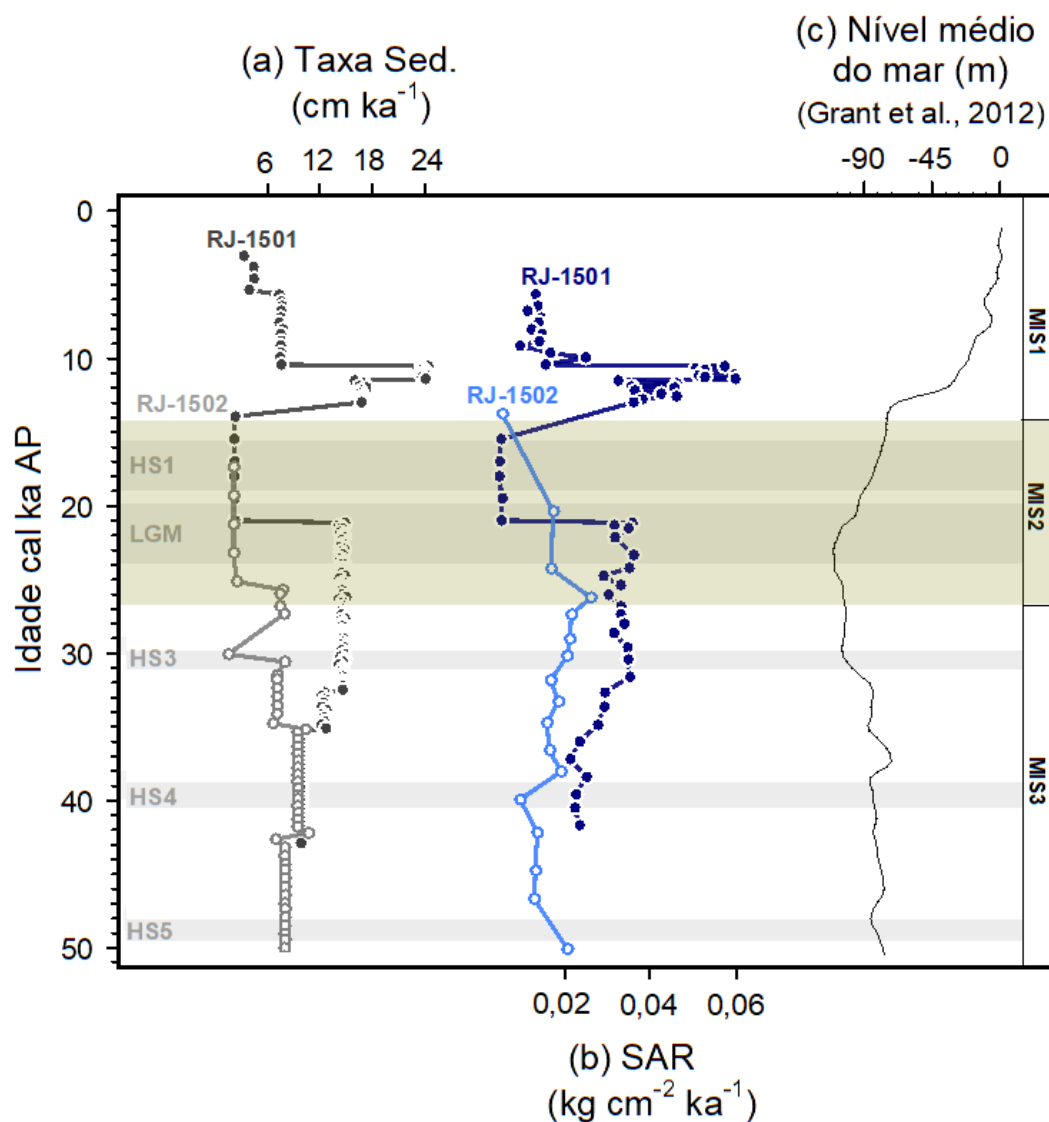 (a) Taxa Sed.
(cm ka⁻¹)
6 12 18 24
(c) Nível médio
do mar (m)
(Grant et al., 2012)
-90 -45 0
Idade cal ka AP
0
10
20
30
40
50
RJ-1501
RJ-1502
RJ-1501
RJ-1502
HS1
LGM
HS3
HS4
HS5
MIS1
MIS2
MIS3
0,02 0,04 0,06
(b) SAR
(kg cm⁻² ka⁻¹)